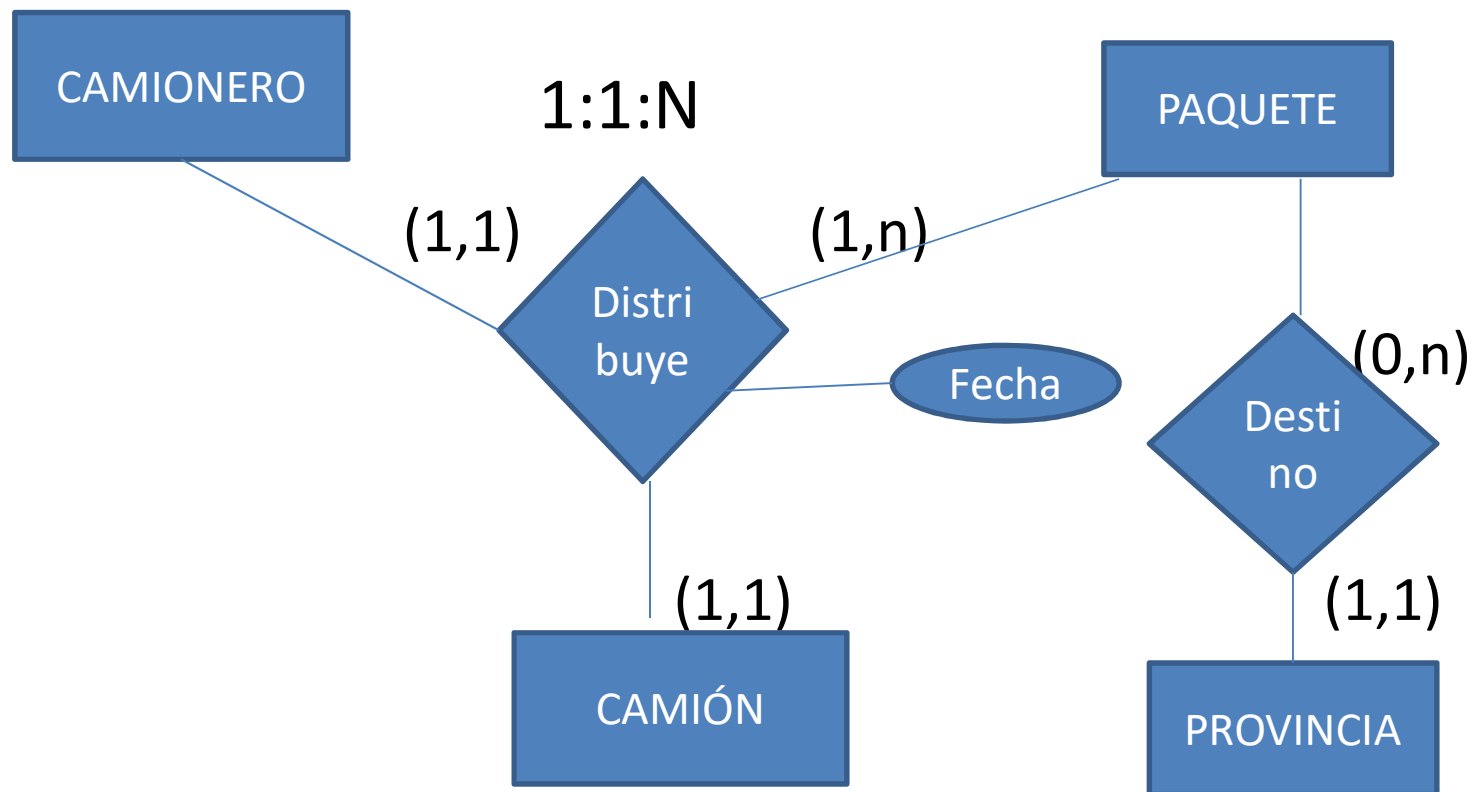 CAMIONERO
1:1:N
PAQUETE
(1,1)
(1,n)
Distri
buye
Fecha
(0,n)
Desti
no
(1,1)
(1,1)
CAMIÓN
PROVINCIA